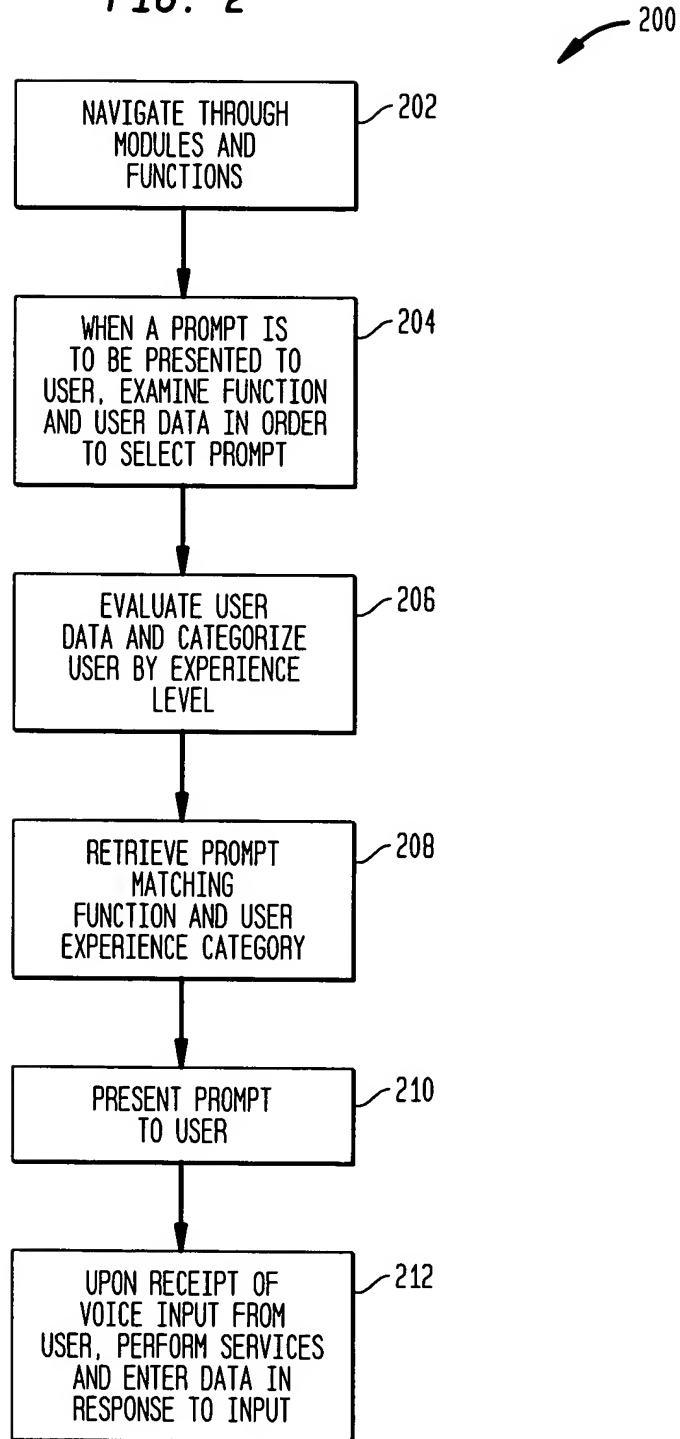 FIG. 2
200
NAVIGATE THROUGH
MODULES AND
FUNCTIONS
202
WHEN A PROMPT IS
TO BE PRESENTED TO
USER, EXAMINE FUNCTION
AND USER DATA IN ORDER
TO SELECT PROMPT
204
EVALUATE USER
DATA AND CATEGORIZE
USER BY EXPERIENCE
LEVEL
206
RETRIEVE PROMPT
MATCHING
FUNCTION AND USER
EXPERIENCE CATEGORY
208
PRESENT PROMPT
TO USER
210
UPON RECEIPT OF
VOICE INPUT FROM
USER, PERFORM SERVICES
AND ENTER DATA IN
RESPONSE TO INPUT
212